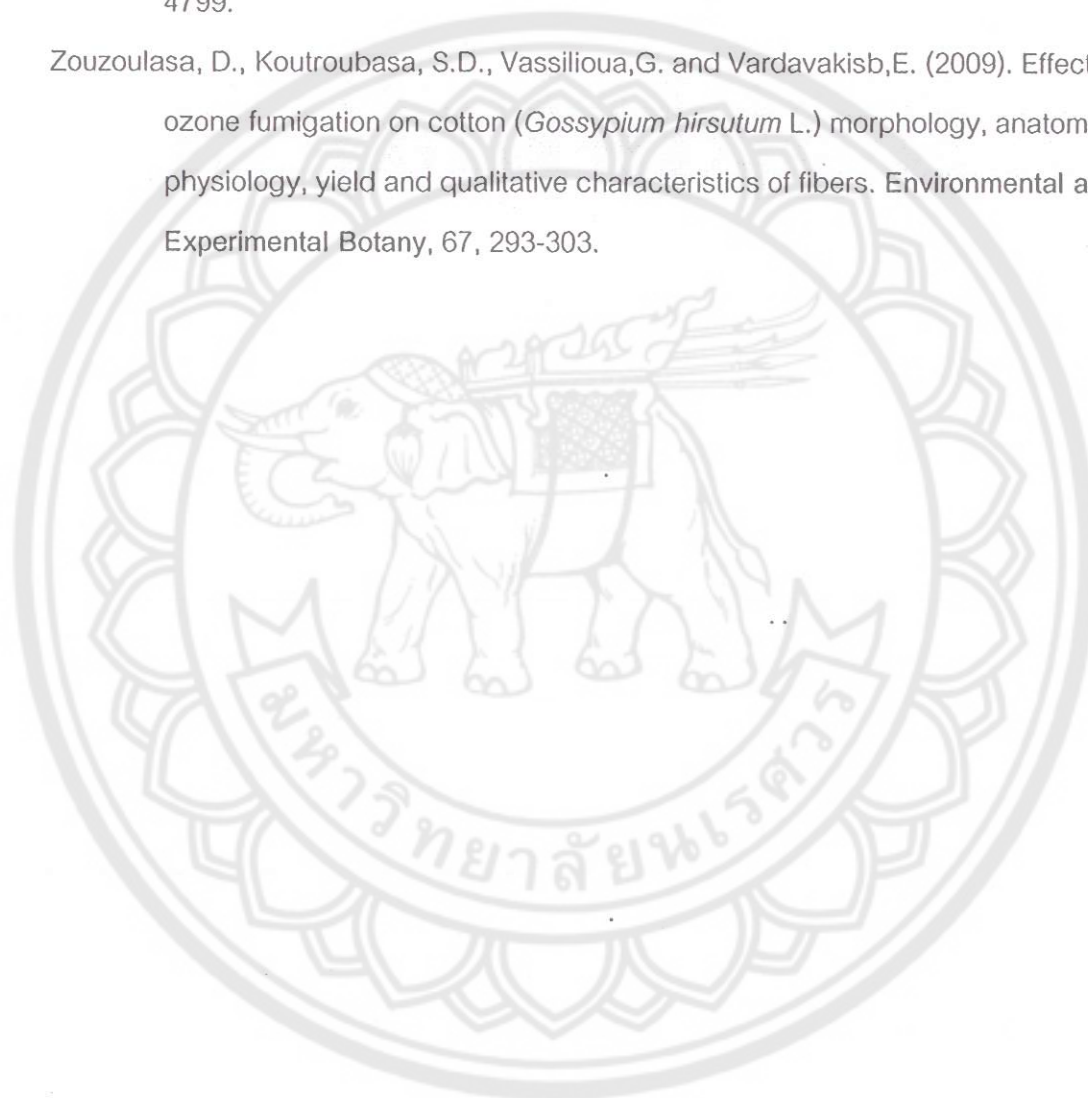 4799.
Zouzoulasa, D., Koutroubasa, S.D., Vassilioua,G. and Vardavakisb,E. (2009). Effect
ozone fumigation on cotton (Gossypium hirsutum L.) morphology, anatom
physiology, yield and qualitative characteristics of fibers. Environmental a
Experimental Botany, 67, 293-303.
มหาวิทยาลัยนเรศวร